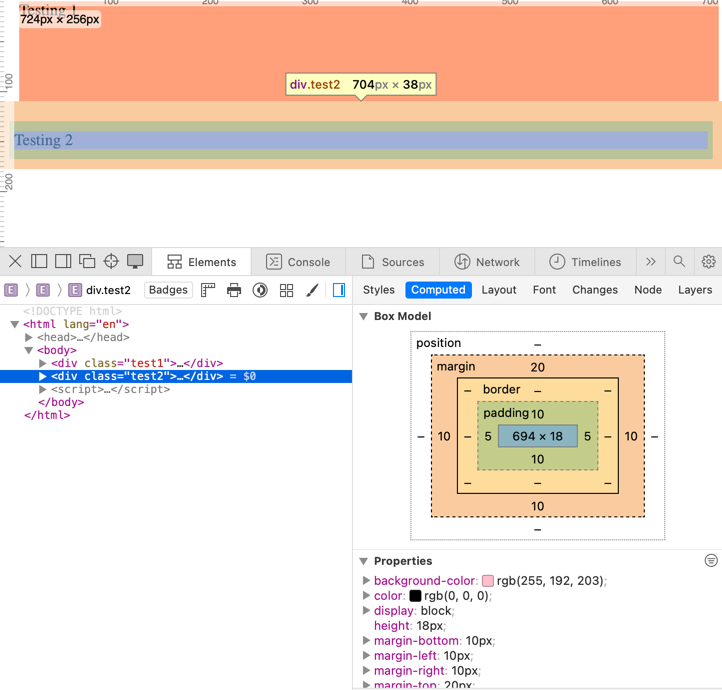 100 200 300 400 500 600 700
Testing 1
724px × 256px
100
div.test2 704px × 38px
Testing 2
200
Elements Console Sources Network Timelines
E E E div.test2 Badges
Styles Computed Layout Font Changes Node Layers
<!DOCTYPE html>
<html lang="en">
<head>…</head>
<body>
<div class="test1">…</div>
<div class="test2">…</div> = $0
<script>…</script>
</body>
</html>
Box Model
position –
margin 20
– border – –
padding 10
– 10 – 5 694 × 18 5 – 10 –
10
– – –
10
–
Properties
background-color: rgb(255, 192, 203);
color: rgb(0, 0, 0);
display: block;
height: 18px;
margin-bottom: 10px;
margin-left: 10px;
margin-right: 10px;
margin-top: 20px;